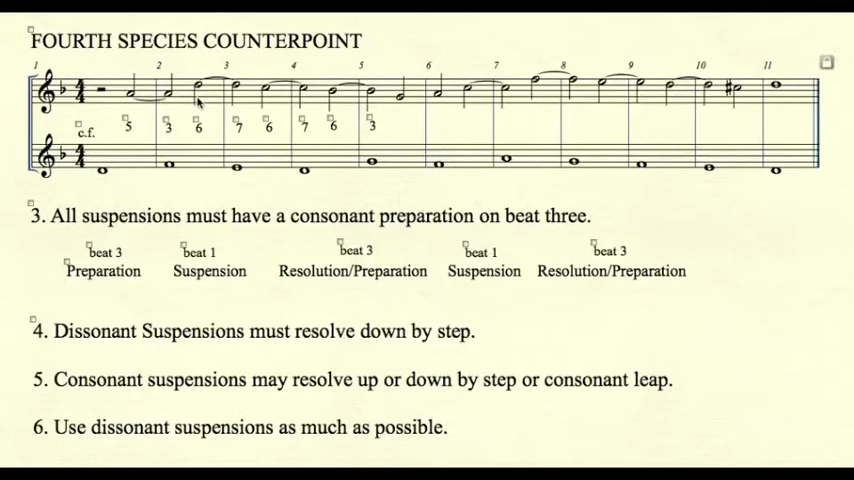 FOURTH SPECIES COUNTERPOINT
1 2 3 4 5 6 7 8 9 10 11
c.f. 5 3 6 7 6 7 6 3
3. All suspensions must have a consonant preparation on beat three.
beat 3 beat 1 beat 3 beat 1 beat 3
Preparation Suspension Resolution/Preparation Suspension Resolution/Preparation
4. Dissonant Suspensions must resolve down by step.
5. Consonant suspensions may resolve up or down by step or consonant leap.
6. Use dissonant suspensions as much as possible.